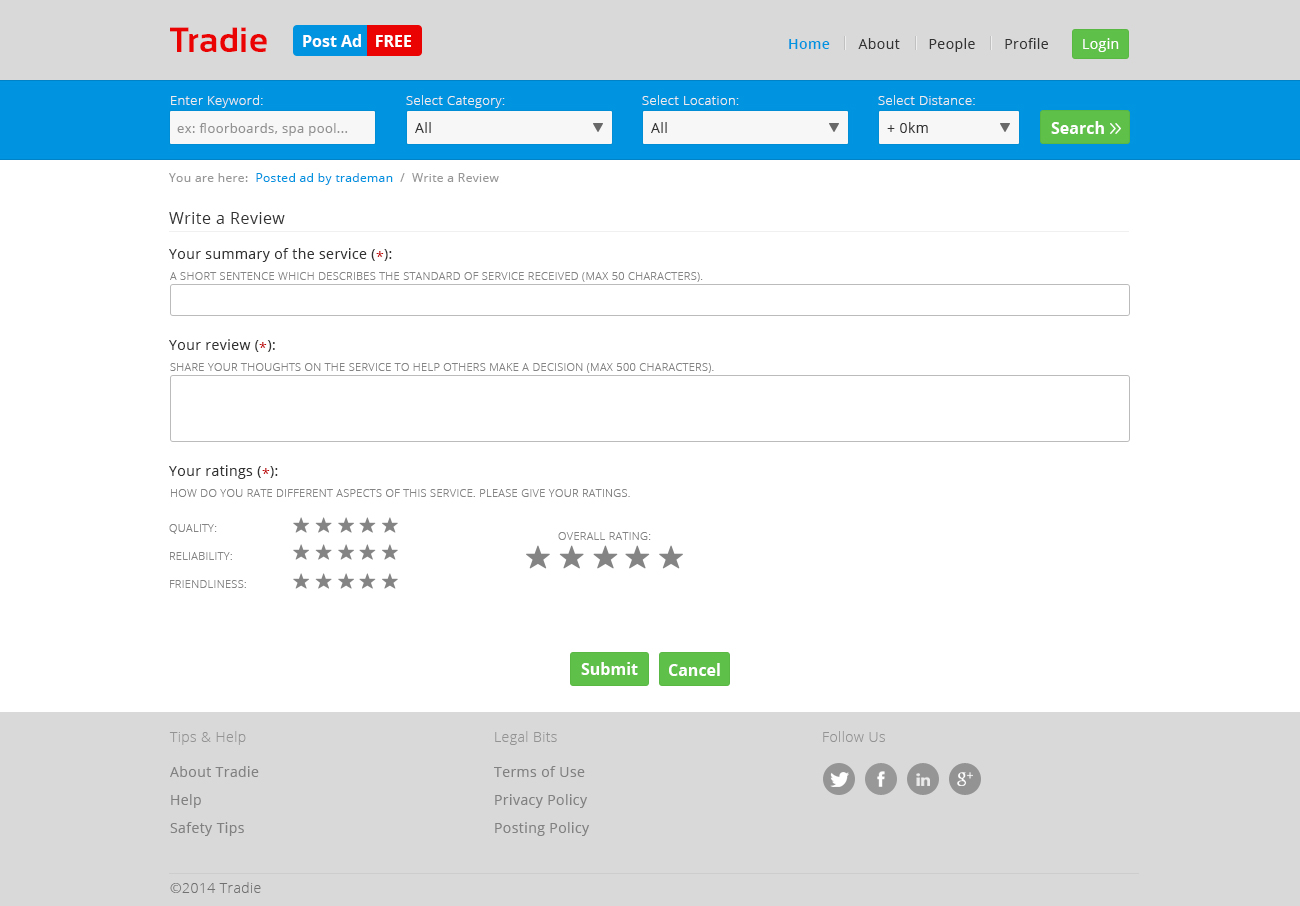 Tradie Post Ad FREE Home About People Profile Login
Enter Keyword: Select Category: Select Location: Select Distance:
ex: floorboards, spa pool... All All + 0km Search
You are here: Posted ad by trademan / Write a Review
Write a Review
Your summary of the service (*):
A SHORT SENTENCE WHICH DESCRIBES THE STANDARD OF SERVICE RECEIVED (MAX 50 CHARACTERS).
Your review (*):
SHARE YOUR THOUGHTS ON THE SERVICE TO HELP OTHERS MAKE A DECISION (MAX 500 CHARACTERS).
Your ratings (*):
HOW DO YOU RATE DIFFERENT ASPECTS OF THIS SERVICE. PLEASE GIVE YOUR RATINGS.
QUALITY:
OVERALL RATING:
RELIABILITY:
FRIENDLINESS:
Submit Cancel
Tips & Help Legal Bits Follow Us
About Tradie Terms of Use
Help Privacy Policy
Safety Tips Posting Policy
©2014 Tradie